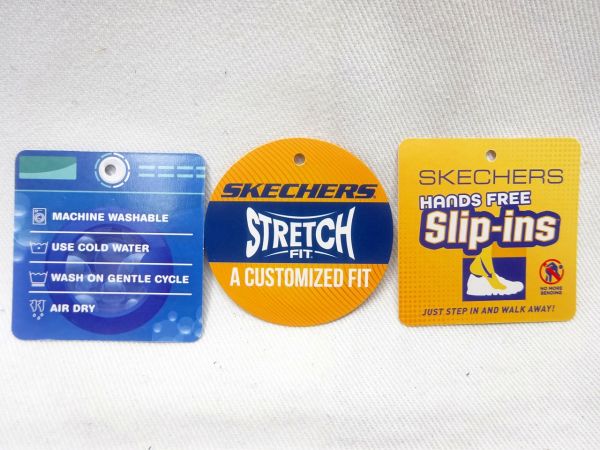 MACHINE WASHABLE
USE COLD WATER
WASH ON GENTLE CYCLE
AIR DRY
SKECHERS
STRETCH
FIT
A CUSTOMIZED FIT
SKECHERS
HANDS FREE
Slip-ins
NO MORE
BENDING
JUST STEP IN AND WALK AWAY!